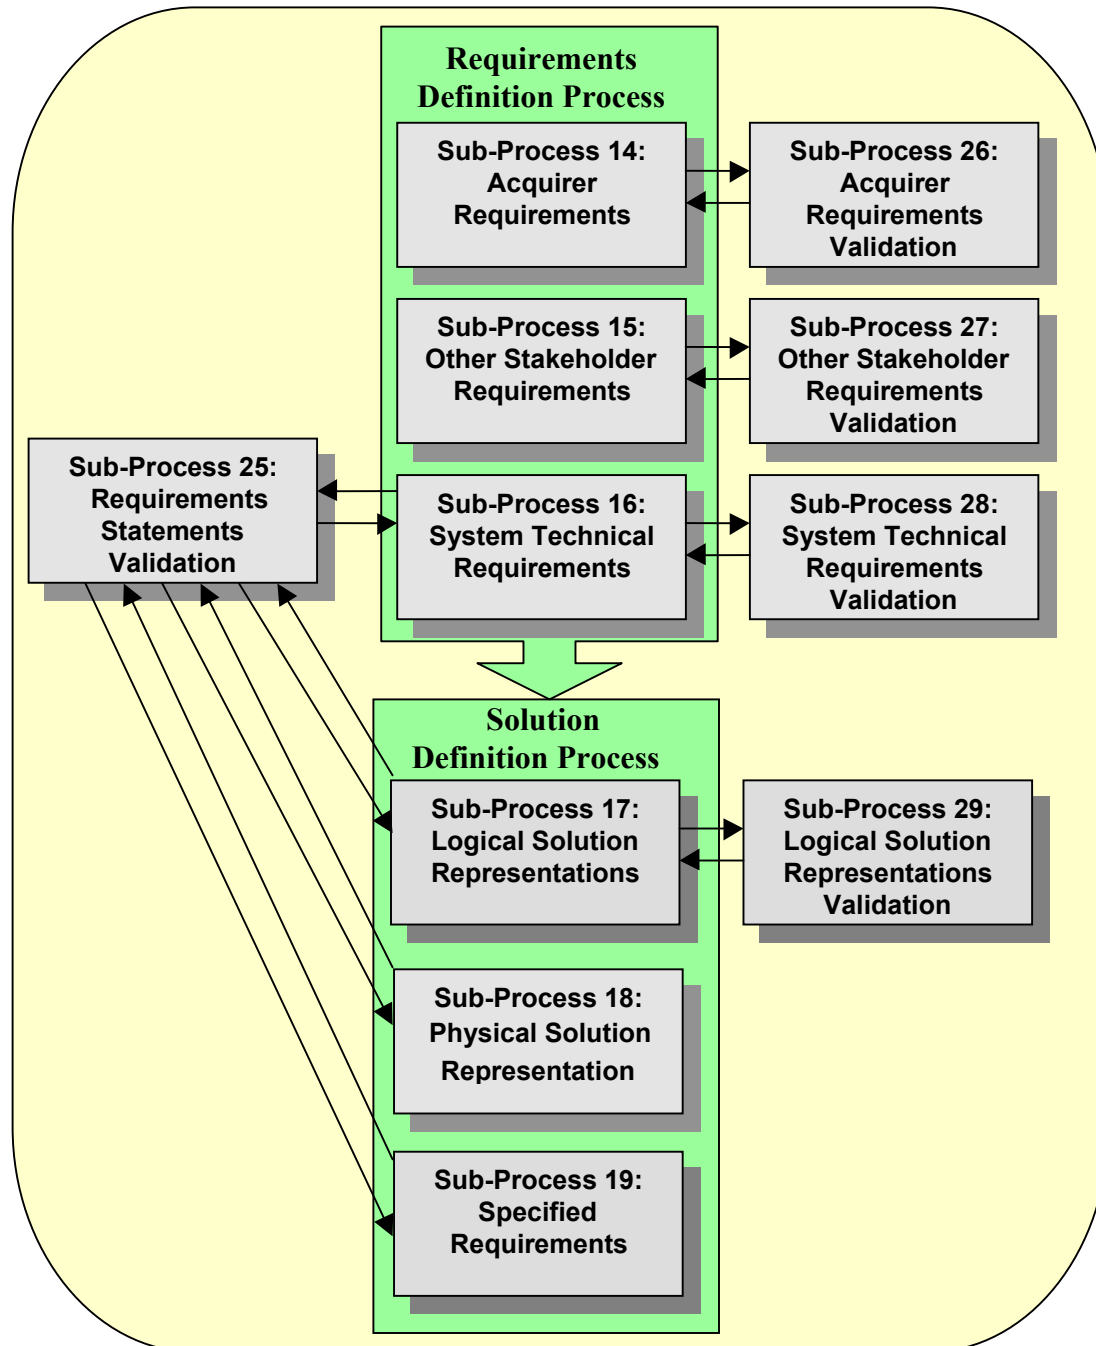 Requirements
Definition Process
Sub-Process 14:
Acquirer
Requirements
Sub-Process 26:
Acquirer
Requirements
Validation
Sub-Process 15:
Other Stakeholder
Requirements
Sub-Process 27:
Other Stakeholder
Requirements
Validation
Sub-Process 25:
Requirements
Statements
Validation
Sub-Process 16:
System Technical
Requirements
Sub-Process 28:
System Technical
Requirements
Validation
Solution
Definition Process
Sub-Process 17:
Logical Solution
Representations
Sub-Process 29:
Logical Solution
Representations
Validation
Sub-Process 18:
Physical Solution
Representation
Sub-Process 19:
Specified
Requirements